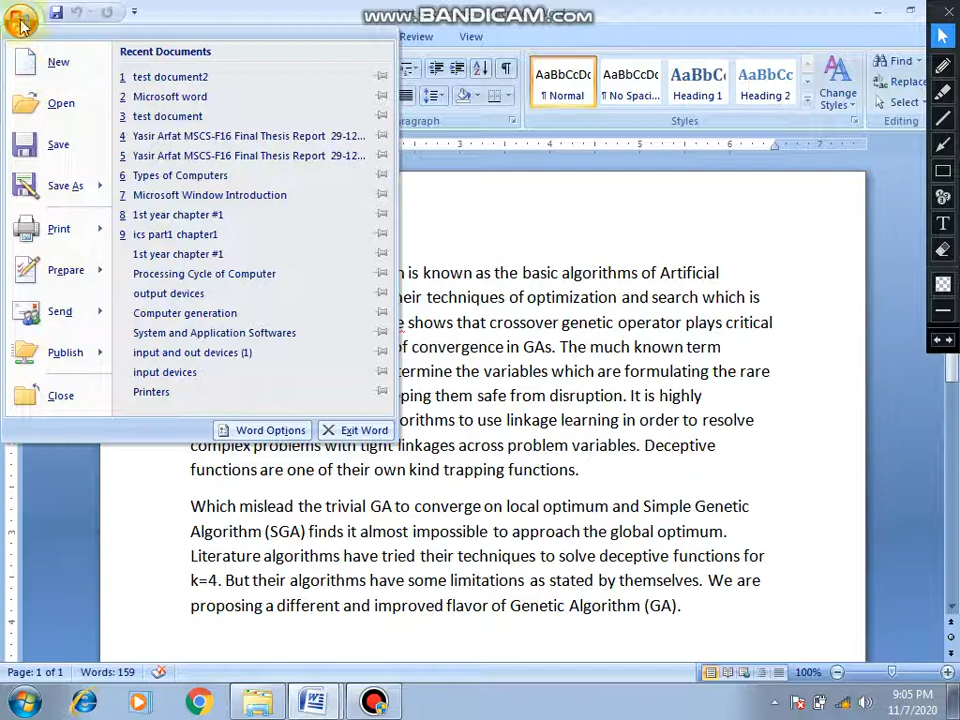 www.BANDICAM.com
Review View
New
Open
Save
Save As
Print
Prepare
Send
Publish
Close
Recent Documents
1 test document2
2 Microsoft word
3 test document
4 Yasir Arfat MSCS-F16 Final Thesis Report 29-12...
5 Yasir Arfat MSCS-F16 Final Thesis Report 29-12...
6 Types of Computers
7 Microsoft Window Introduction
8 1st year chapter #1
9 ics part1 chapter1
1st year chapter #1
Processing Cycle of Computer
output devices
Computer generation
System and Application Softwares
input and out devices (1)
input devices
Printers
Word Options
Exit Word
AaBbCcDc AaBbCcDc AaBbC AaBbCc
¶ Normal ¶ No Spaci... Heading 1 Heading 2
Change Styles
Find
Replace
Select
Styles
Editing
3 4 5 6 7
is known as the basic algorithms of Artificial
techniques of optimization and search which is
shows that crossover genetic operator plays critical
of convergence in GAs. The much known term
the variables which are formulating the rare
them safe from disruption. It is highly
to use linkage learning in order to resolve
complex problems with tight linkages across problem variables. Deceptive
functions are one of their own kind trapping functions.
Which mislead the trivial GA to converge on local optimum and Simple Genetic
Algorithm (SGA) finds it almost impossible to approach the global optimum.
Literature algorithms have tried their techniques to solve deceptive functions for
k=4. But their algorithms have some limitations as stated by themselves. We are
proposing a different and improved flavor of Genetic Algorithm (GA).
Page: 1 of 1 Words: 159
100%
9:05 PM
11/7/2020